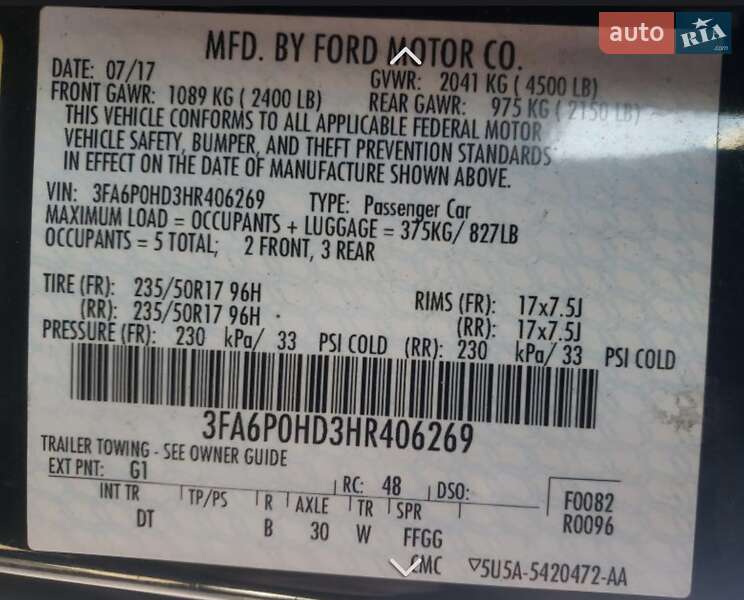 auto RIA.com
MFD. BY FORD MOTOR CO.
DATE: 07/17 GVWR: 2041 KG ( 4500 LB)
FRONT GAWR: 1089 KG ( 2400 LB) REAR GAWR: 975 KG ( 2150 LB)
THIS VEHICLE CONFORMS TO ALL APPLICABLE FEDERAL MOTOR
VEHICLE SAFETY, BUMPER, AND THEFT PREVENTION STANDARDS
IN EFFECT ON THE DATE OF MANUFACTURE SHOWN ABOVE.
VIN: 3FA6P0HD3HR406269 TYPE: Passenger Car
MAXIMUM LOAD = OCCUPANTS + LUGGAGE = 375KG/ 827LB
OCCUPANTS = 5 TOTAL; 2 FRONT, 3 REAR
TIRE (FR): 235/50R17 96H RIMS (FR): 17x7.5J
(RR): 235/50R17 96H (RR): 17x7.5J
PRESSURE (FR): 230 kPa/ 33 PSI COLD (RR): 230 kPa/ 33 PSI COLD
3FA6P0HD3HR406269
TRAILER TOWING - SEE OWNER GUIDE
EXT PNT: G1 RC: 48 DSO: F0082
INT TR TP/PS R AXLE TR SPR R0096
DT B 30 W FFGG
5U5A-5420472-AA